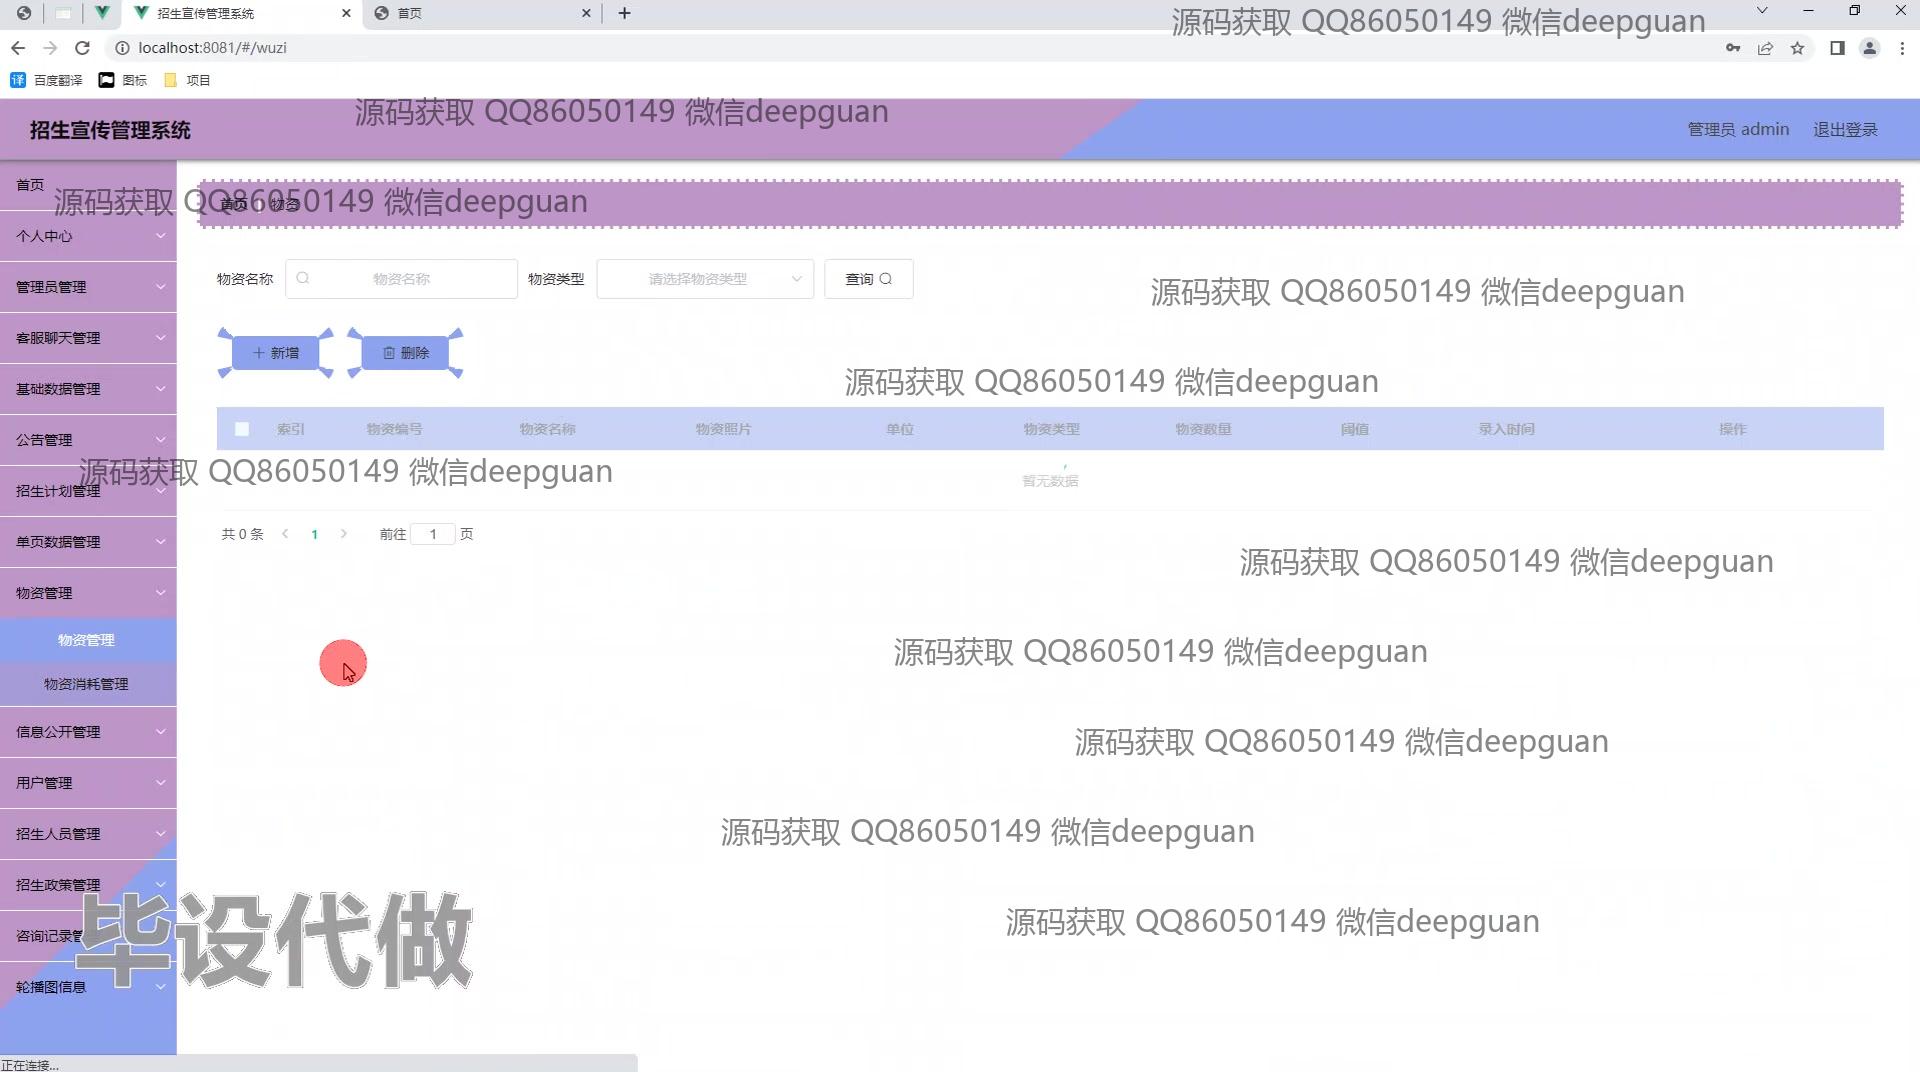 招生宣传管理系统
首页
源码获取 QQ86050149 微信deepguan
localhost:8081/#/wuzi
百度翻译
图标
项目
源码获取 QQ86050149 微信deepguan
招生宣传管理系统
管理员 admin
退出登录
首页
源码获取 QQ86050149 微信deepguan
首页 物资
个人中心
管理员管理
客服聊天管理
基础数据管理
公告管理
招生计划管理
单页数据管理
物资管理
物资管理
物资消耗管理
信息公开管理
用户管理
招生人员管理
招生政策管理
咨询记录管
轮播图信息
物资名称 物资名称 物资类型 请选择物资类型 查询
源码获取 QQ86050149 微信deepguan
新增 删除
源码获取 QQ86050149 微信deepguan
索引 物资编号 物资名称 物资照片 单位 物资类型 物资数量 阈值 录入时间 操作
源码获取 QQ86050149 微信deepguan
暂无数据
共 0 条 1 前往 1 页
源码获取 QQ86050149 微信deepguan
源码获取 QQ86050149 微信deepguan
源码获取 QQ86050149 微信deepguan
源码获取 QQ86050149 微信deepguan
源码获取 QQ86050149 微信deepguan
毕设代做
正在连接...